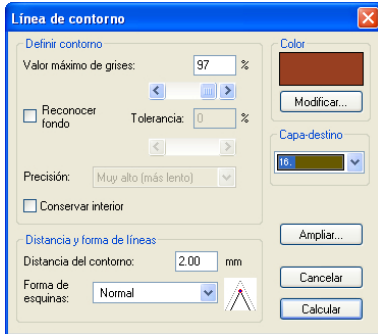 Línea de contorno
Definir contorno
Valor máximo de grises: 97 %
Reconocer fondo
Tolerancia: 0 %
Precisión: Muy alto (más lento)
Conservar interior
Distancia y forma de líneas
Distancia del contorno: 2.00 mm
Forma de esquinas: Normal
Color
Modificar...
Capa-destino
16.
Ampliar...
Cancelar
Calcular